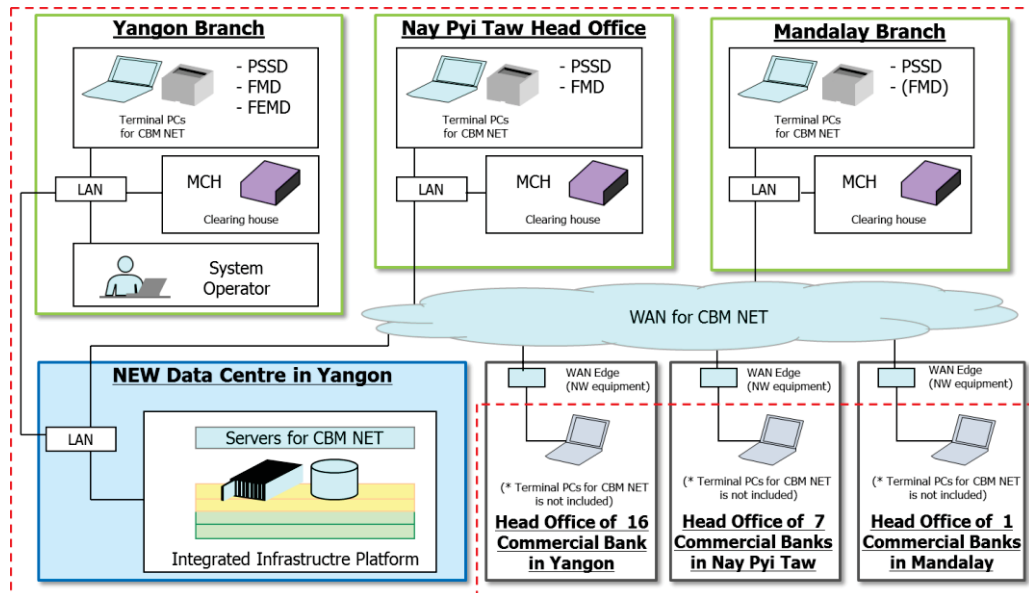 Yangon Branch
- PSSD
- FMD
- FEMD
Terminal PCs
for CBM NET
LAN
MCH
Clearing house
System
Operator
Nay Pyi Taw Head Office
- PSSD
- FMD
Terminal PCs
for CBM NET
LAN
MCH
Clearing house
Mandalay Branch
- PSSD
- (FMD)
Terminal PCs
for CBM NET
LAN
MCH
Clearing house
WAN for CBM NET
NEW Data Centre in Yangon
LAN
Servers for CBM NET
Integrated Infrastructre Platform
WAN Edge
(NW equipment)
(* Terminal PCs for CBM NET
is not included)
Head Office of 16
Commercial Bank
in Yangon
WAN Edge
(NW equipment)
(* Terminal PCs for CBM NET
is not included)
Head Office of 7
Commercial Banks
in Nay Pyi Taw
WAN Edge
(NW equipment)
(* Terminal PCs for CBM NET
is not included)
Head Office of 1
Commercial Banks
in Mandalay